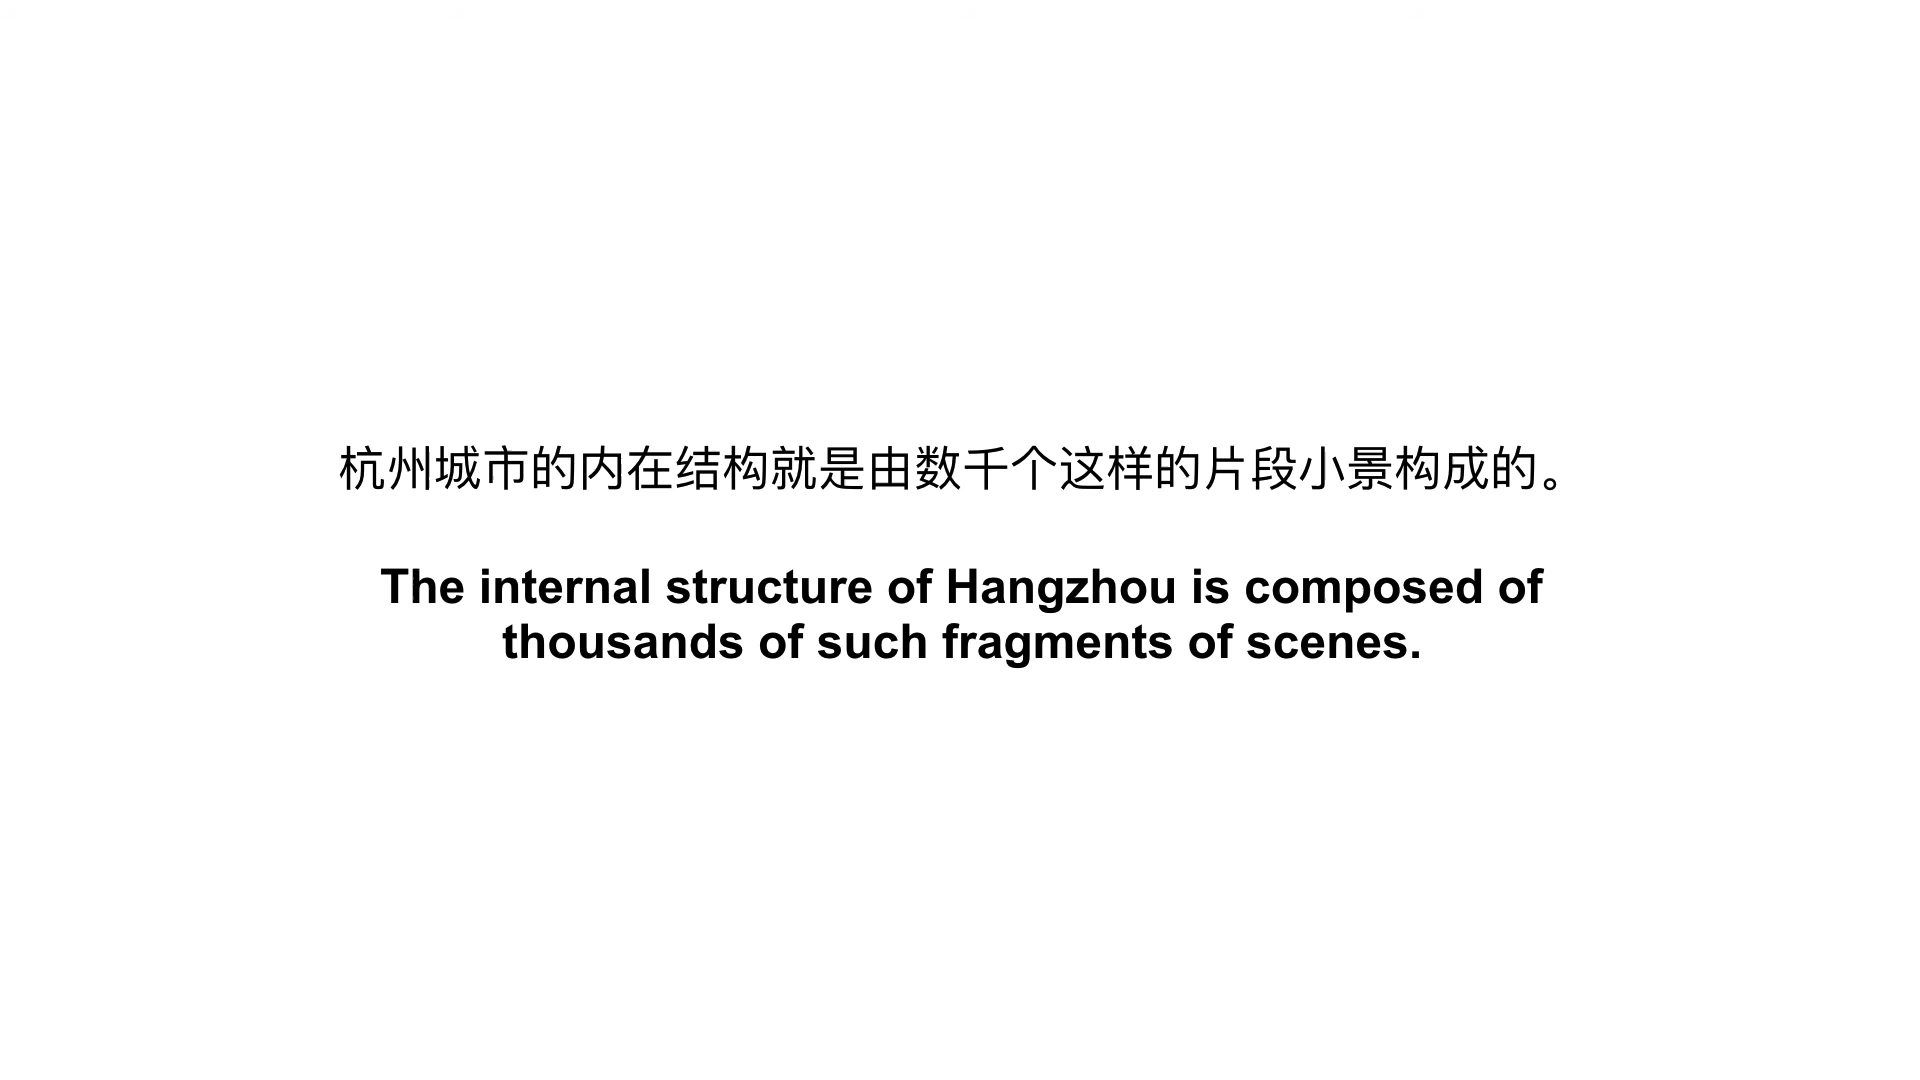 杭州城市的内在结构就是由数千个这样的片段小景构成的。
The internal structure of Hangzhou is composed of
thousands of such fragments of scenes.